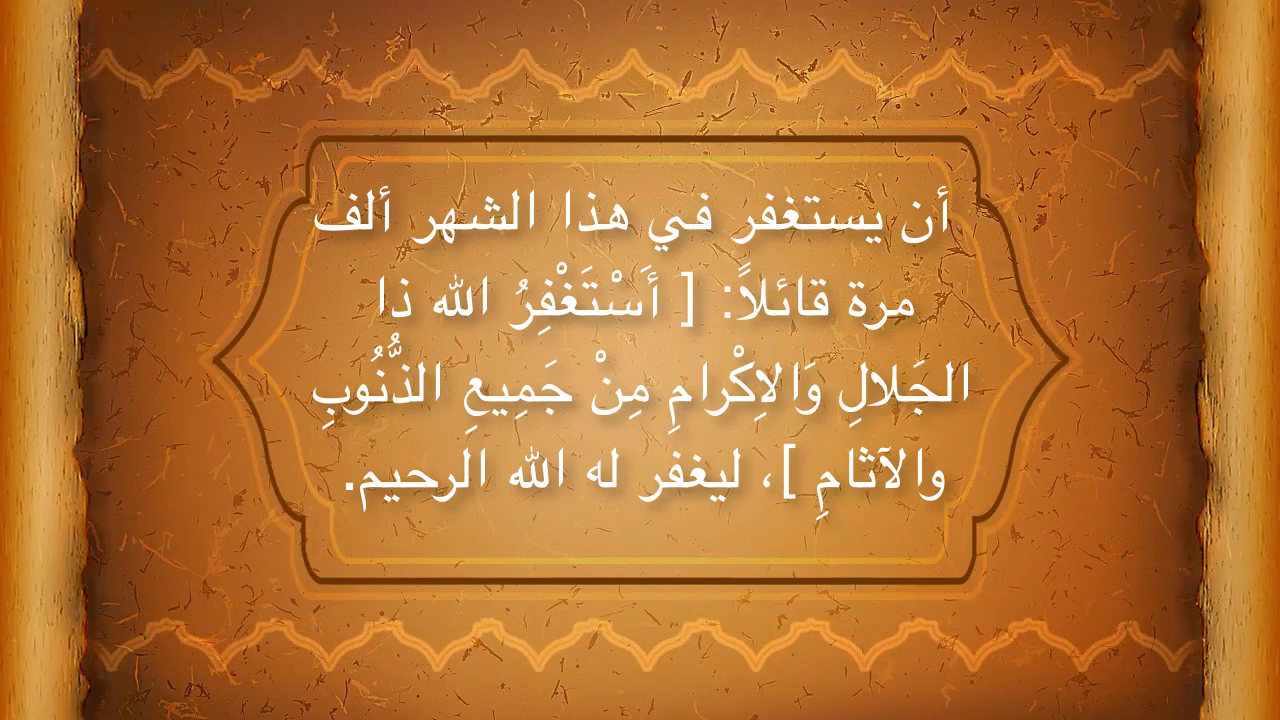 أن يستغفر في هذا الشهر ألف
مرة قائلاً: [ أَسْتَغْفِرُ الله ذا
الجَلالِ وَالاِكْرامِ مِنْ جَمِيعِ الذُّنُوبِ
والآثامِ ]، ليغفر له الله الرحيم.